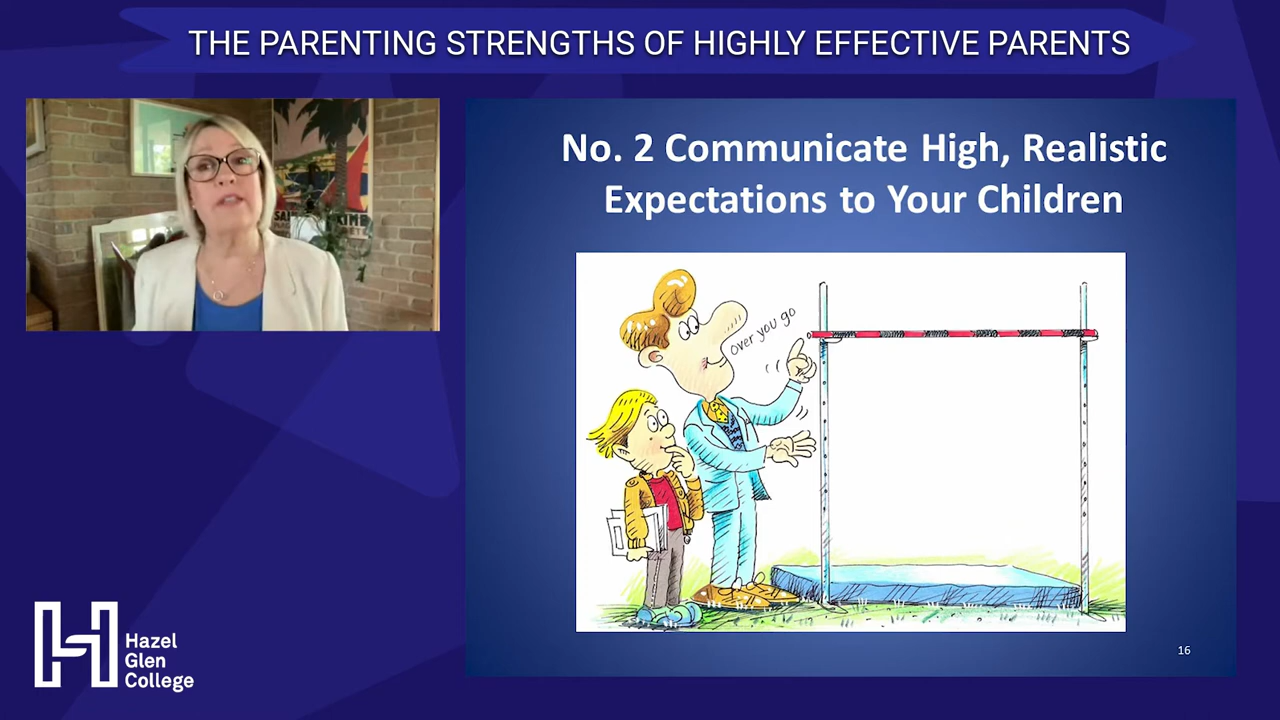 THE PARENTING STRENGTHS OF HIGHLY EFFECTIVE PARENTS
No. 2 Communicate High, Realistic
Expectations to Your Children
over you go
16
Hazel
Glen
College